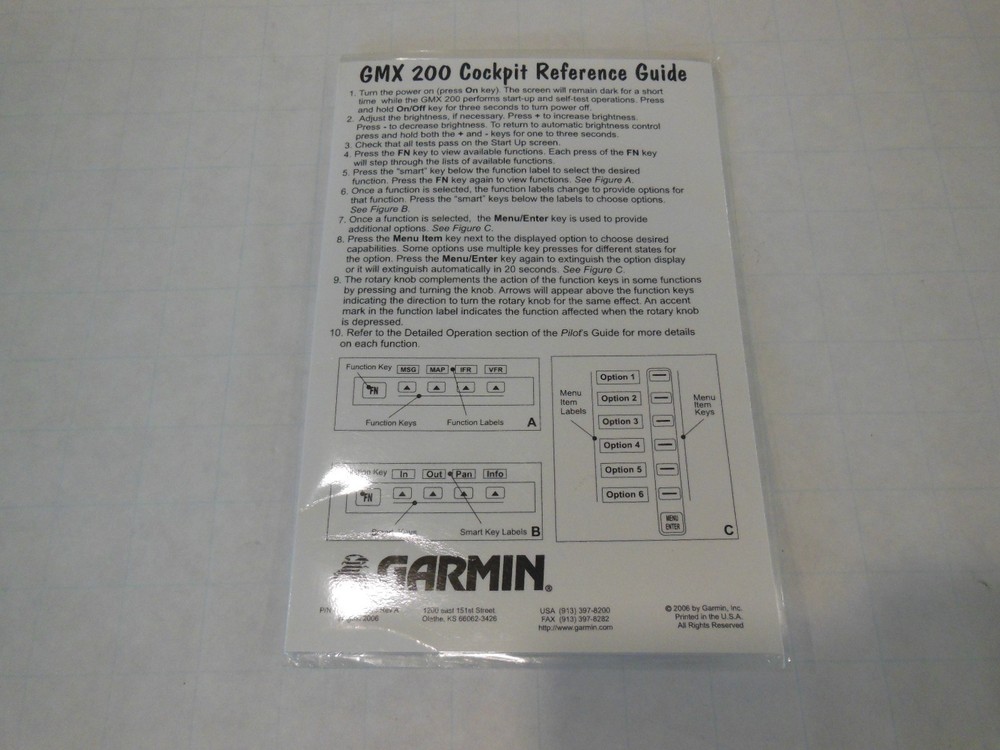 GMX 200 Cockpit Reference Guide
1. Turn the power on (press On key). The screen will remain dark for a short
time while the GMX 200 performs start-up and self-test operations. Press
and hold On/Off key for three seconds to turn power off.
2. Adjust the brightness, if necessary. Press + to increase brightness.
Press - to decrease brightness. To return to automatic brightness control
press and hold both the + and - keys for one to three seconds.
3. Check that all tests pass on the Start Up screen.
4. Press the FN key to view available functions. Each press of the FN key
will step through the lists of available functions.
5. Press the "smart" key below the function label to select the desired
function. Press the FN key again to view functions. See Figure A.
6. Once a function is selected, the function labels change to provide options for
that function. Press the "smart" keys below the labels to choose options.
See Figure B.
7. Once a function is selected, the Menu/Enter key is used to provide
additional options. See Figure C.
8. Press the Menu Item key next to the displayed option to choose desired
capabilities. Some options use multiple key presses for different states for
the option. Press the Menu/Enter key again to extinguish the option display
or it will extinguish automatically in 20 seconds. See Figure C.
9. The rotary knob complements the action of the function keys in some functions
by pressing and turning the knob. Arrows will appear above the function keys
indicating the direction to turn the rotary knob for the same effect. An accent
mark in the function label indicates the function affected when the rotary knob
is depressed.
10. Refer to the Detailed Operation section of the Pilot's Guide for more details
on each function.
Function Key MSG MAP IFR VFR
FN
Function Keys Function Labels A
Key In Out Pan Info
FN
Smart Key Labels B
Option 1
Option 2
Option 3
Option 4
Option 5
Option 6
Menu
Item
Labels
Menu
Item
Keys
MENU
ENTER
C
GARMIN®
P/N Rev A
2006
1200 east 151st Street.
Olathe, KS 66062-3426
USA (913) 397-8200
FAX (913) 397-8282
http://www.garmin.com
© 2006 by Garmin, Inc.
Printed in the U.S.A.
All Rights Reserved